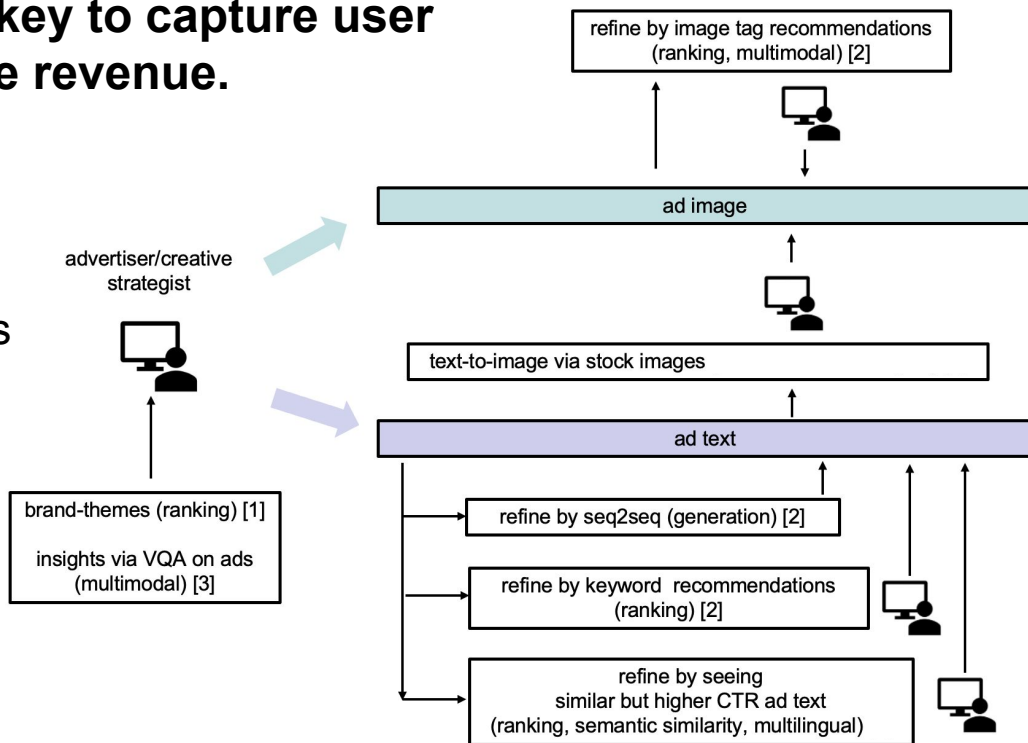 key to capture user
e revenue.
s
advertiser/creative
strategist
brand-themes (ranking) [1]
insights via VQA on ads
(multimodal) [3]
refine by image tag recommendations
(ranking, multimodal) [2]
ad image
text-to-image via stock images
ad text
refine by seq2seq (generation) [2]
refine by keyword recommendations
(ranking) [2]
refine by seeing
similar but higher CTR ad text
(ranking, semantic similarity, multilingual)